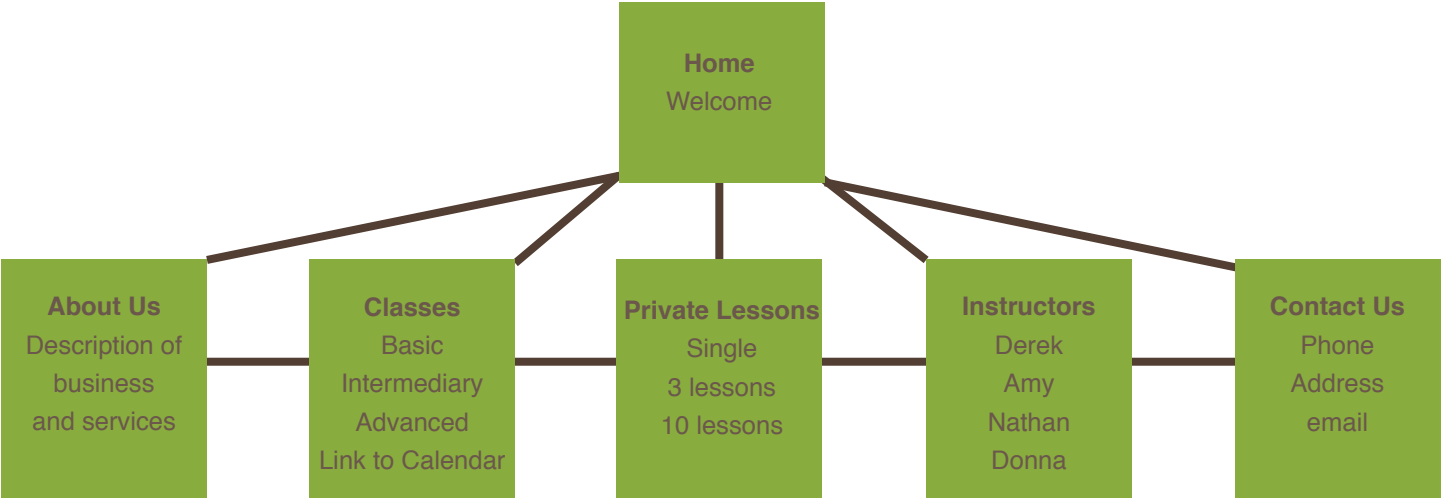 Home
Welcome
About Us
Description of
business
and services
Classes
Basic
Intermediary
Advanced
Link to Calendar
Private Lessons
Single
3 lessons
10 lessons
Instructors
Derek
Amy
Nathan
Donna
Contact Us
Phone
Address
email